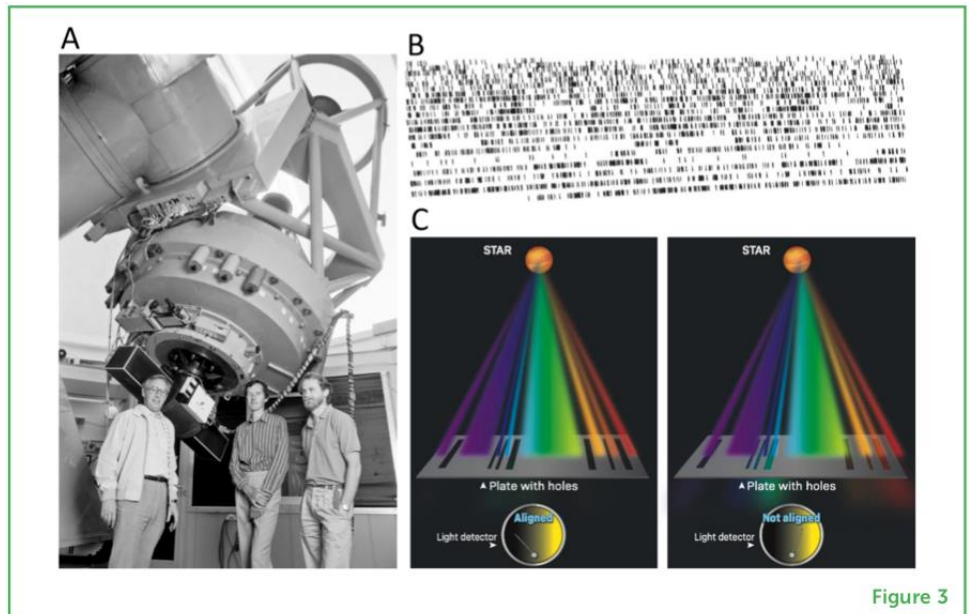 A
B
C
STAR
Plate with holes
Aligned
Light detector
STAR
Plate with holes
Not aligned
Light detector
Figure 3